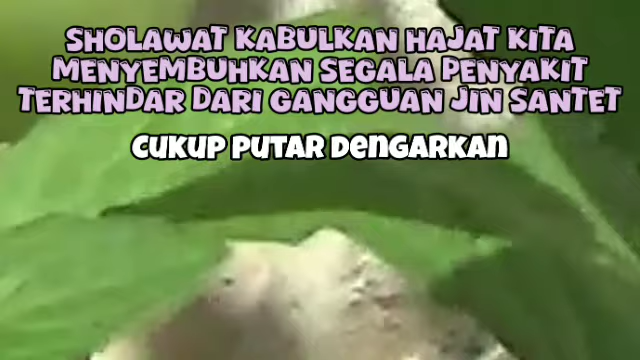 SHOLAWAT KABULKAN HAJAT KITA
MENYEMBUHKAN SEGALA PENYAKIT
TERHINDAR DARI GANGGUAN JIN SANTET
CUKUP PUTAR DENGARKAN